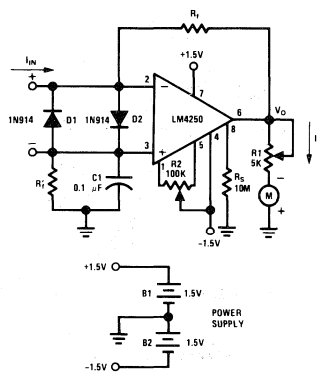 Rf
IIN
+1.5V
+
2
7
1N914
D1
1N914
D2
−
LM4250
6
VO
I
−
3
+
1
5
4
8
R1
5K
R'f
C1
0.1 μF
R2
100K
RS
10M
−
M
+
−1.5V
+1.5V
B1
1.5V
POWER
SUPPLY
B2
1.5V
−1.5V